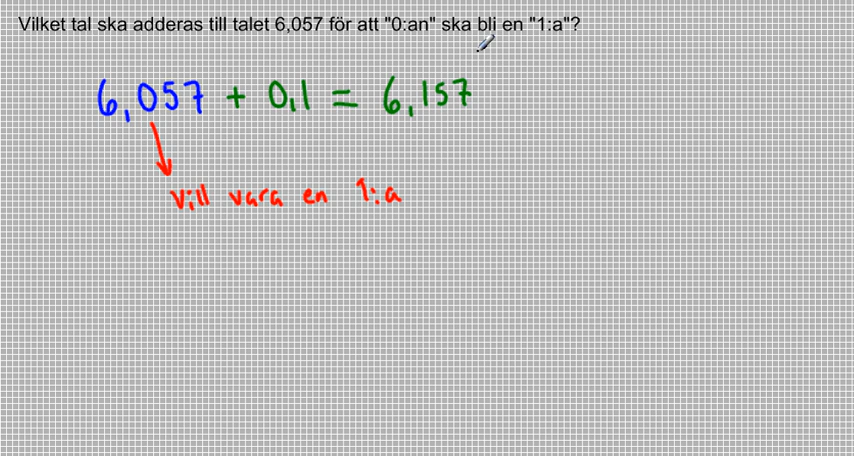 Vilket tal ska adderas till talet 6,057 för att "0:an" ska bli en "1:a"?
6,057 + 0,1 = 6,157
Vill vara en 1:a